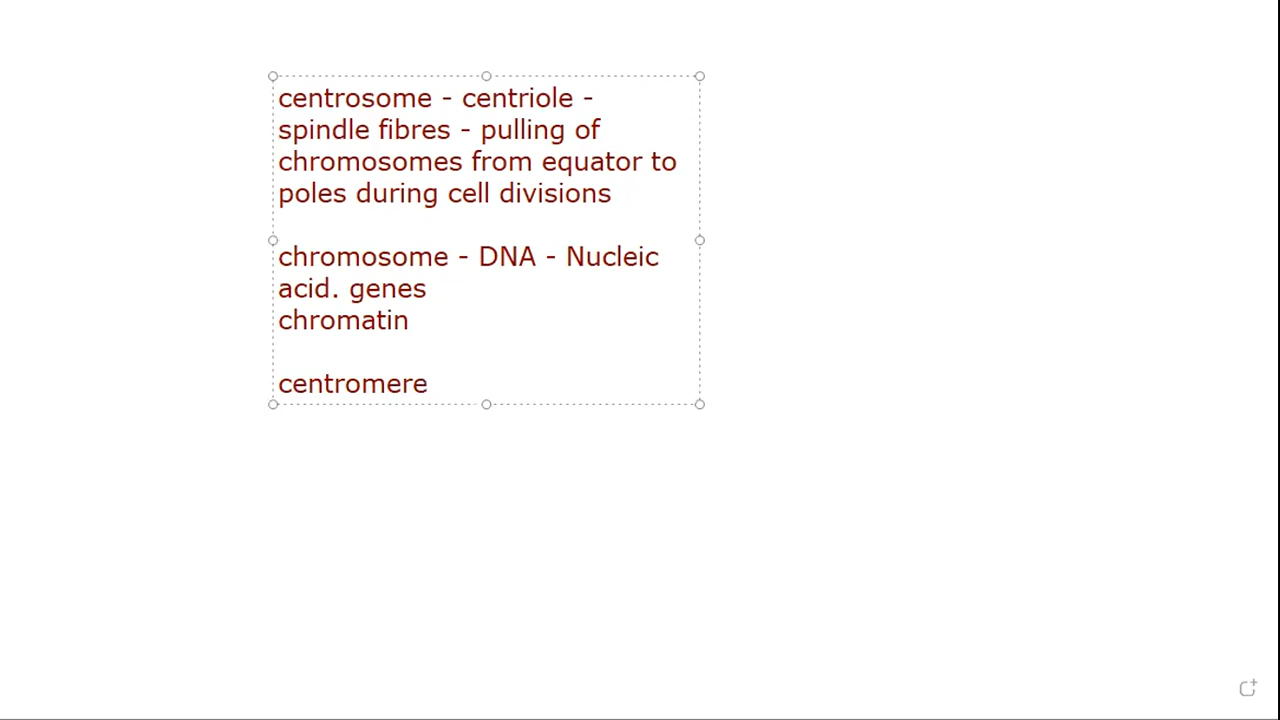 centrosome - centriole -
spindle fibres - pulling of
chromosomes from equator to
poles during cell divisions
chromosome - DNA - Nucleic
acid. genes
chromatin
centromere